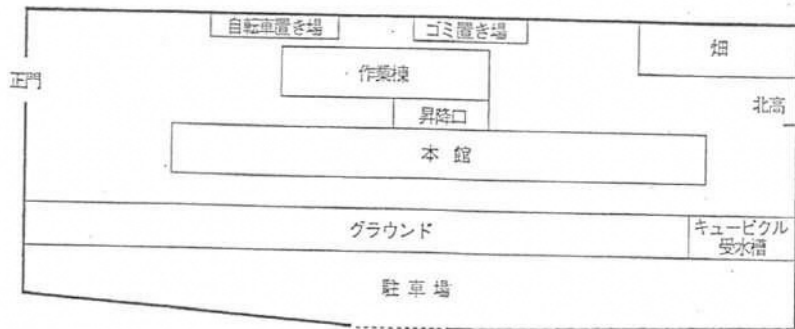 自転車置き場
ゴミ置き場
畑
作業棟
正門
北高
昇降口
本館
グラウンド
キュービクル
受水槽
駐車場